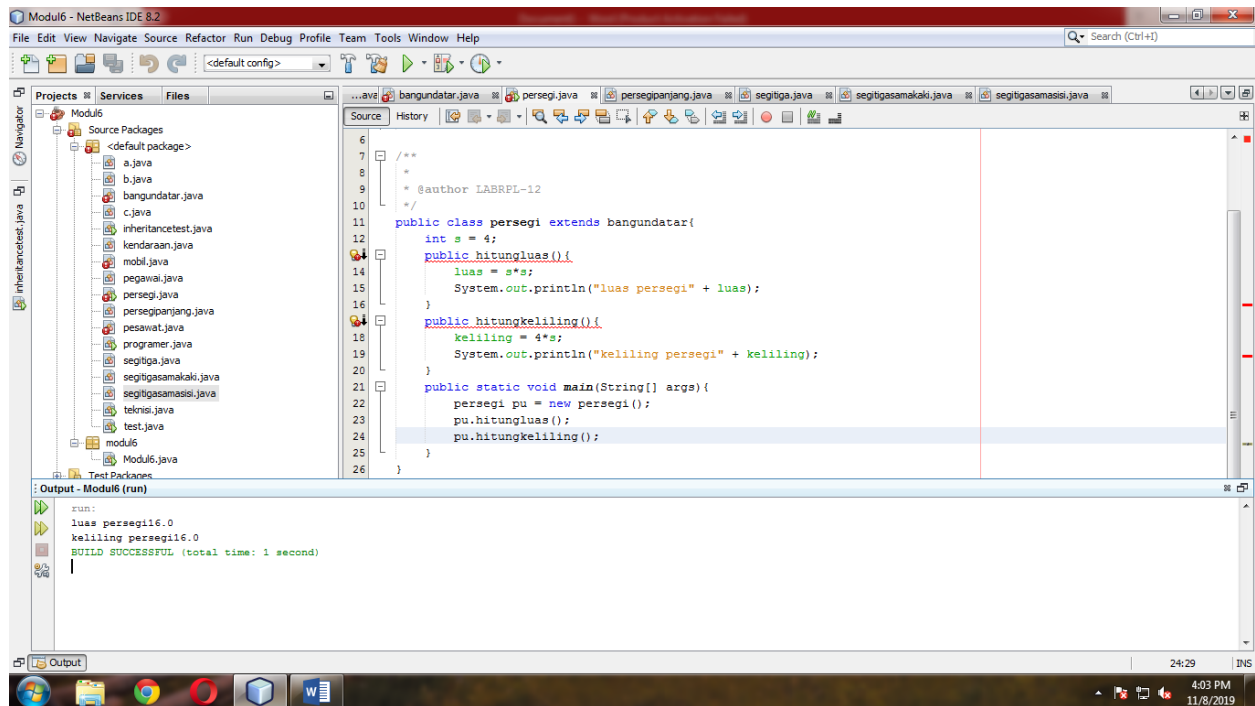 Modul6 - NetBeans IDE 8.2
File Edit View Navigate Source Refactor Run Debug Profile Team Tools Window Help
Search (Ctrl+I)
<default config>
Projects Services Files
...ava bangundatar.java persegi.java persegipanjang.java segitiga.java segitigasamakaki.java segitigasamasisi.java
Source History
Navigator
inheritancetest.java
Modul6
Source Packages
<default package>
a.java
b.java
bangundatar.java
c.java
inheritancetest.java
kendaraan.java
mobil.java
pegawai.java
persegi.java
persegipanjang.java
pesawat.java
programer.java
segitiga.java
segitigasamakaki.java
segitigasamasisi.java
teknisi.java
test.java
modul6
Modul6.java
Test Packages
6
7 /**
8 *
9 * @author LABRPL-12
10 */
11 public class persegi extends bangundatar{
12 int s = 4;
public hitungluas(){
14 luas = s*s;
15 System.out.println("luas persegi" + luas);
16 }
public hitungkeliling(){
18 keliling = 4*s;
19 System.out.println("keliling persegi" + keliling);
20 }
21 public static void main(String[] args){
22 persegi pu = new persegi();
23 pu.hitungluas();
24 pu.hitungkeliling();
25 }
26 }
Output - Modul6 (run)
run:
luas persegi16.0
keliling persegi16.0
BUILD SUCCESSFUL (total time: 1 second)
Output
24:29 INS
4:03 PM
11/8/2019